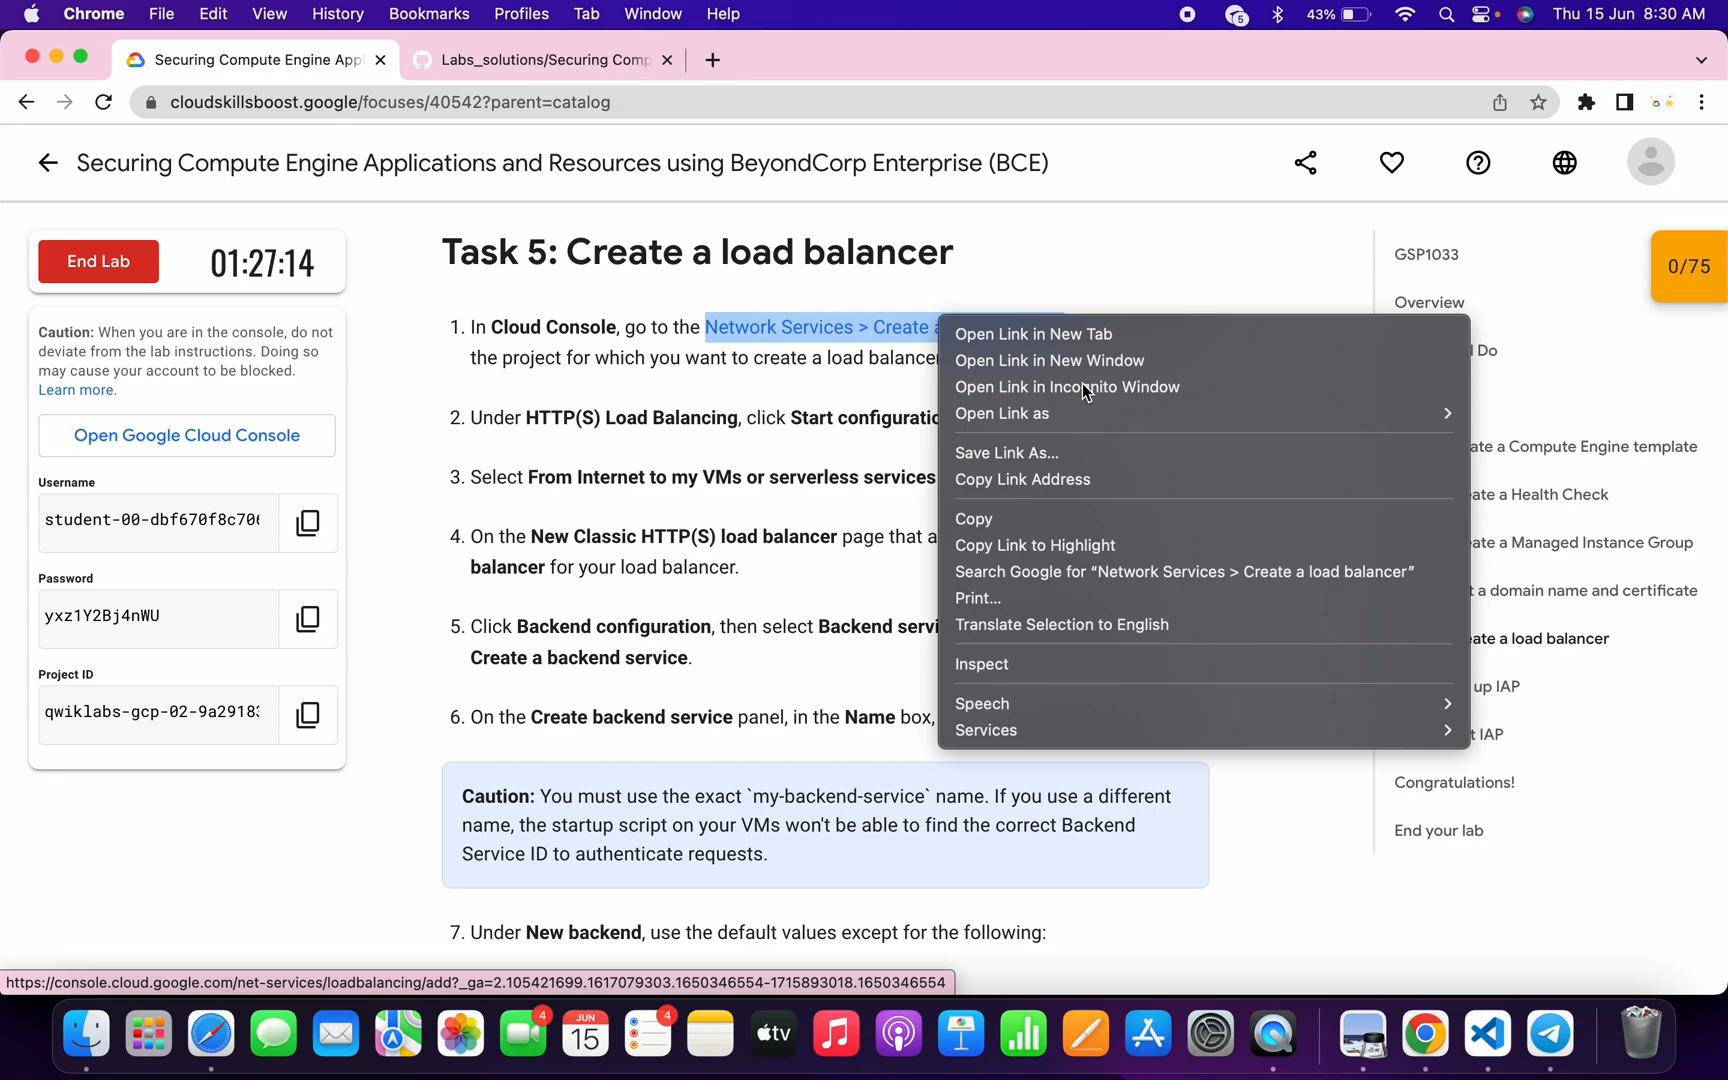 Chrome File Edit View History Bookmarks Profiles Tab Window Help 5 43% Thu 15 Jun 8:30 AM
Securing Compute Engine Appl Labs_solutions/Securing Comp
cloudskillsboost.google/focuses/40542?parent=catalog
Securing Compute Engine Applications and Resources using BeyondCorp Enterprise (BCE)
End Lab 01:27:14
Caution: When you are in the console, do not
deviate from the lab instructions. Doing so
may cause your account to be blocked.
Learn more.
Open Google Cloud Console
Username
student-00-dbf670f8c706
Password
yxz1Y2Bj4nWU
Project ID
qwiklabs-gcp-02-9a29183
Task 5: Create a load balancer
1. In Cloud Console, go to the Network Services > Create a
the project for which you want to create a load balancer
2. Under HTTP(S) Load Balancing, click Start configuratio
3. Select From Internet to my VMs or serverless services
4. On the New Classic HTTP(S) load balancer page that a
balancer for your load balancer.
5. Click Backend configuration, then select Backend servi
Create a backend service.
6. On the Create backend service panel, in the Name box,
Caution: You must use the exact `my-backend-service` name. If you use a different
name, the startup script on your VMs won't be able to find the correct Backend
Service ID to authenticate requests.
7. Under New backend, use the default values except for the following:
Open Link in New Tab
Open Link in New Window
Open Link in Incognito Window
Open Link as
Save Link As...
Copy Link Address
Copy
Copy Link to Highlight
Search Google for “Network Services > Create a load balancer”
Print...
Translate Selection to English
Inspect
Speech
Services
GSP1033
Overview
l Do
ate a Compute Engine template
ate a Health Check
ate a Managed Instance Group
t a domain name and certificate
ate a load balancer
up IAP
t IAP
Congratulations!
End your lab
0/75
https://console.cloud.google.com/net-services/loadbalancing/add?_ga=2.105421699.1617079303.1650346554-1715893018.1650346554
4 JUN 15 4 tv